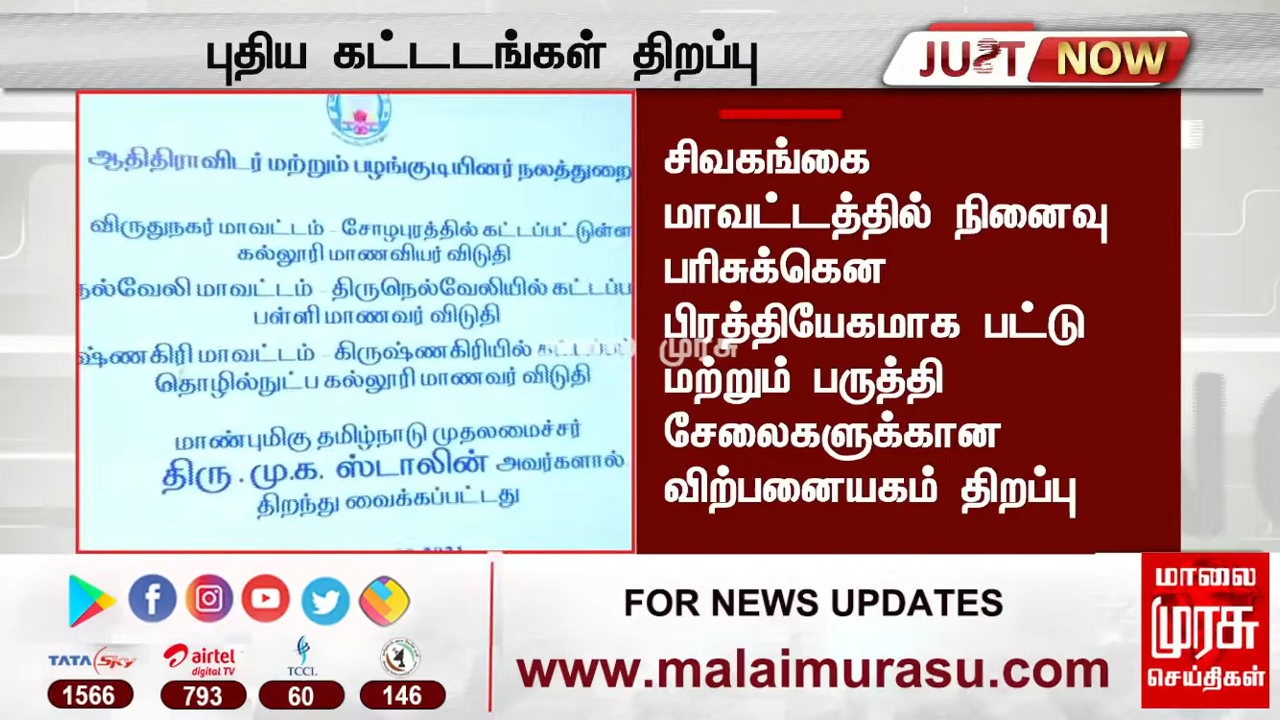 புதிய கட்டடங்கள் திறப்பு
JUST NOW
ஆதிதிராவிடர் மற்றும் பழங்குடியினர் நலத்துறை
விருதுநகர் மாவட்டம் - சோழபுரத்தில் கட்டப்பட்டுள்ள
கல்லூரி மாணவியர் விடுதி
நெல்வேலி மாவட்டம் - திருநெல்வேலியில் கட்டப்ப
பள்ளி மாணவர் விடுதி
ஷ்ணகிரி மாவட்டம் - கிருஷ்ணகிரியில்
தொழில்நுட்ப கல்லூரி மாணவர் விடுதி
மாண்புமிகு தமிழ்நாடு முதலமைச்சர்
திரு. மு.க. ஸ்டாலின் அவர்களால்
திறந்து வைக்கப்பட்டது
முரசு
சிவகங்கை
மாவட்டத்தில் நினைவு
பரிசுக்கென
பிரத்தியேகமாக பட்டு
மற்றும் பருத்தி
சேலைகளுக்கான
விற்பனையகம் திறப்பு
TATA SKY
1566
airtel
digital TV
793
TCCL
60
146
FOR NEWS UPDATES
www.malaimurasu.com
மாலை
முரசு
செய்திகள்